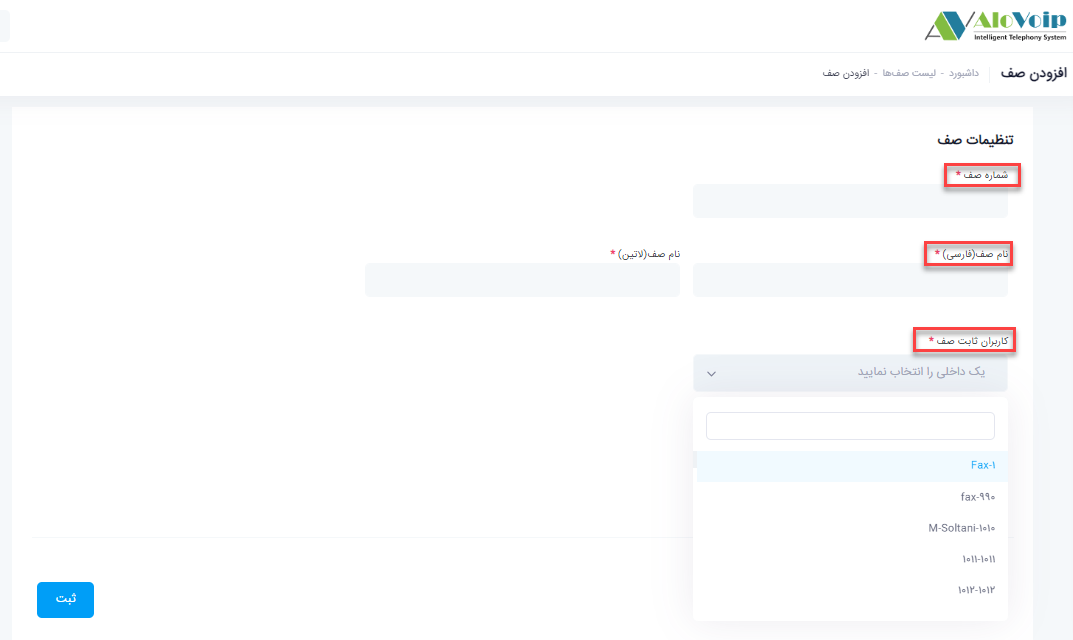 AloVoip
Intelligent Telephony System
افزودن صف
داشبورد - لیست صف‌ها - افزودن صف
تنظیمات صف
شماره صف *
نام صف(فارسی) *
نام صف(لاتین) *
کاربران ثابت صف *
یک داخلی را انتخاب نمایید
Fax-۱
fax-۹۹۰
M-Soltani-۱۰۱۰
۱۰۱۱-۱۰۱۱
۱۰۱۲-۱۰۱۲
ثبت